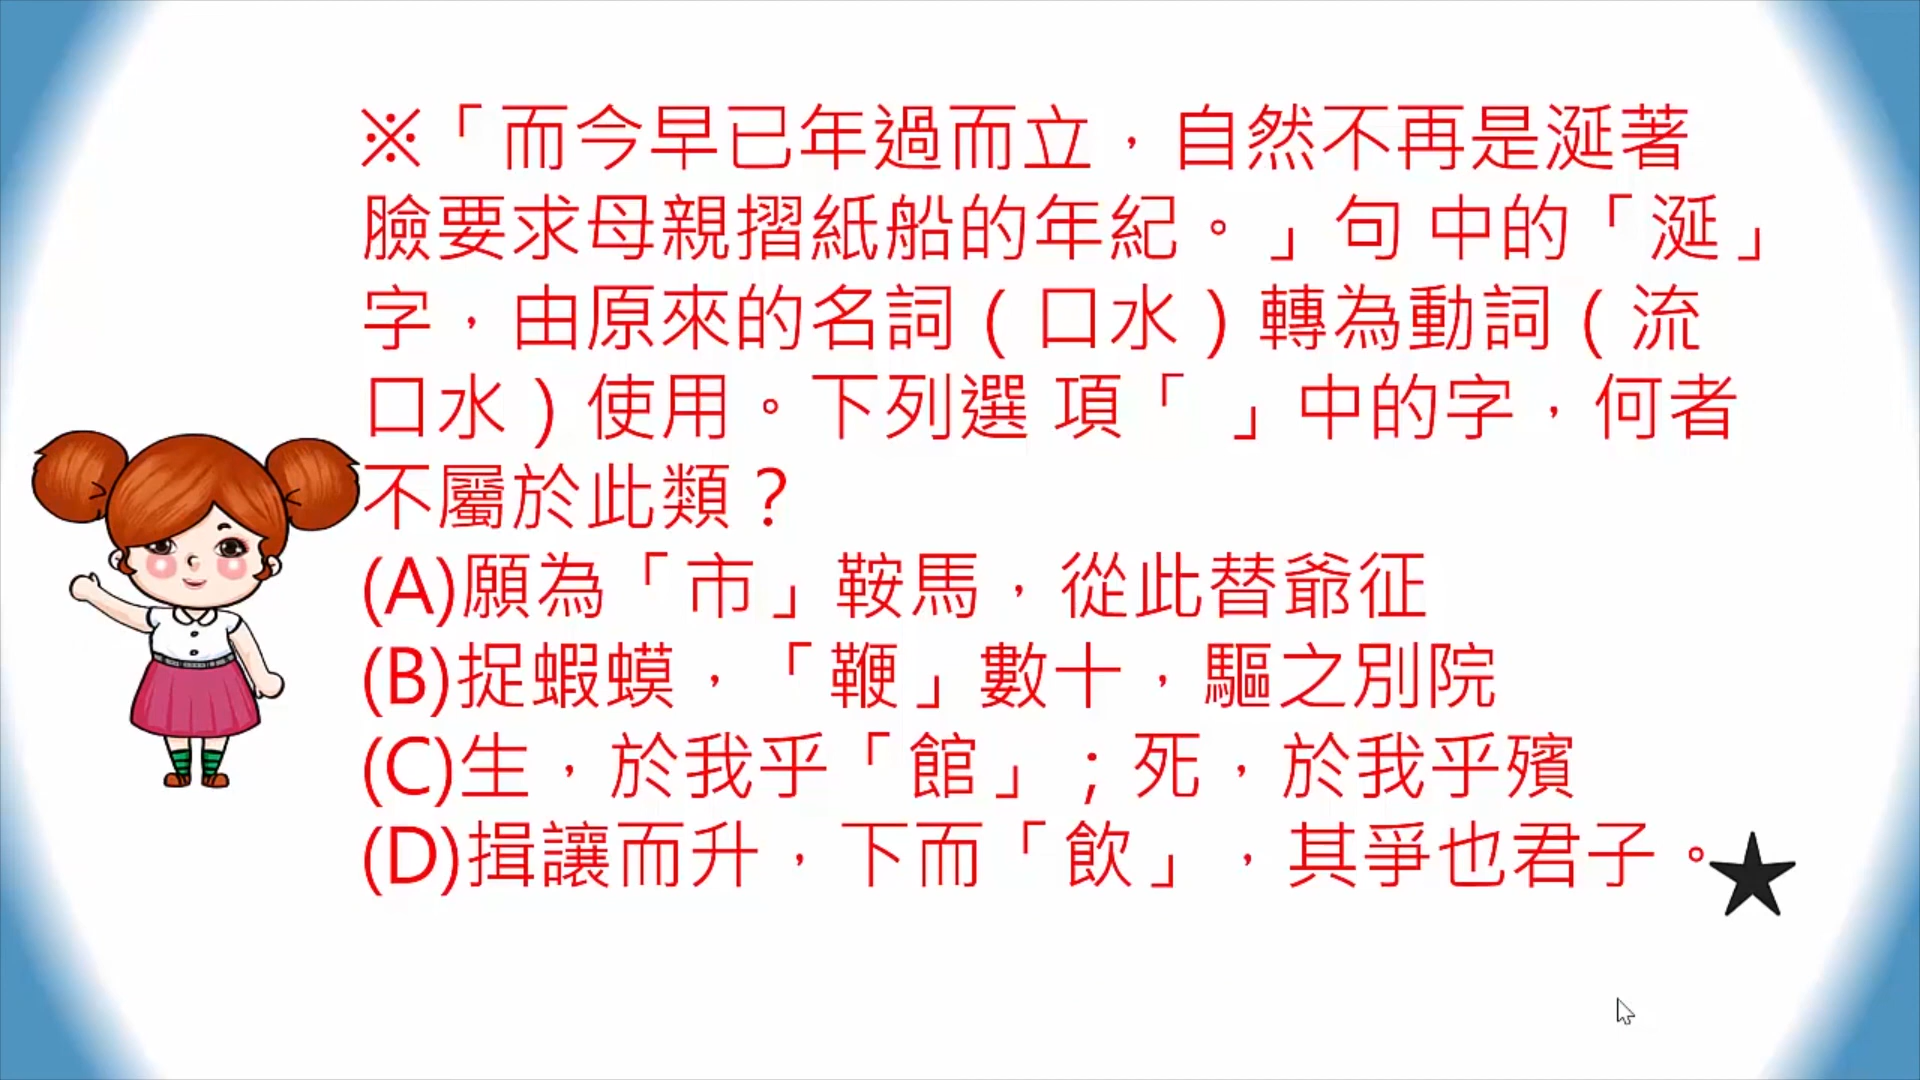 ※「而今早已年過而立，自然不再是涎著
臉要求母親摺紙船的年紀。」句 中的「涎」
字，由原來的名詞（口水）轉為動詞（流
口水）使用。下列選 項「 」中的字，何者
不屬於此類？
(A)願為「市」鞍馬，從此替爺征
(B)捉蝦蟆，「鞭」數十，驅之別院
(C)生，於我乎「館」；死，於我乎殯
(D)揖讓而升，下而「飲」，其爭也君子。